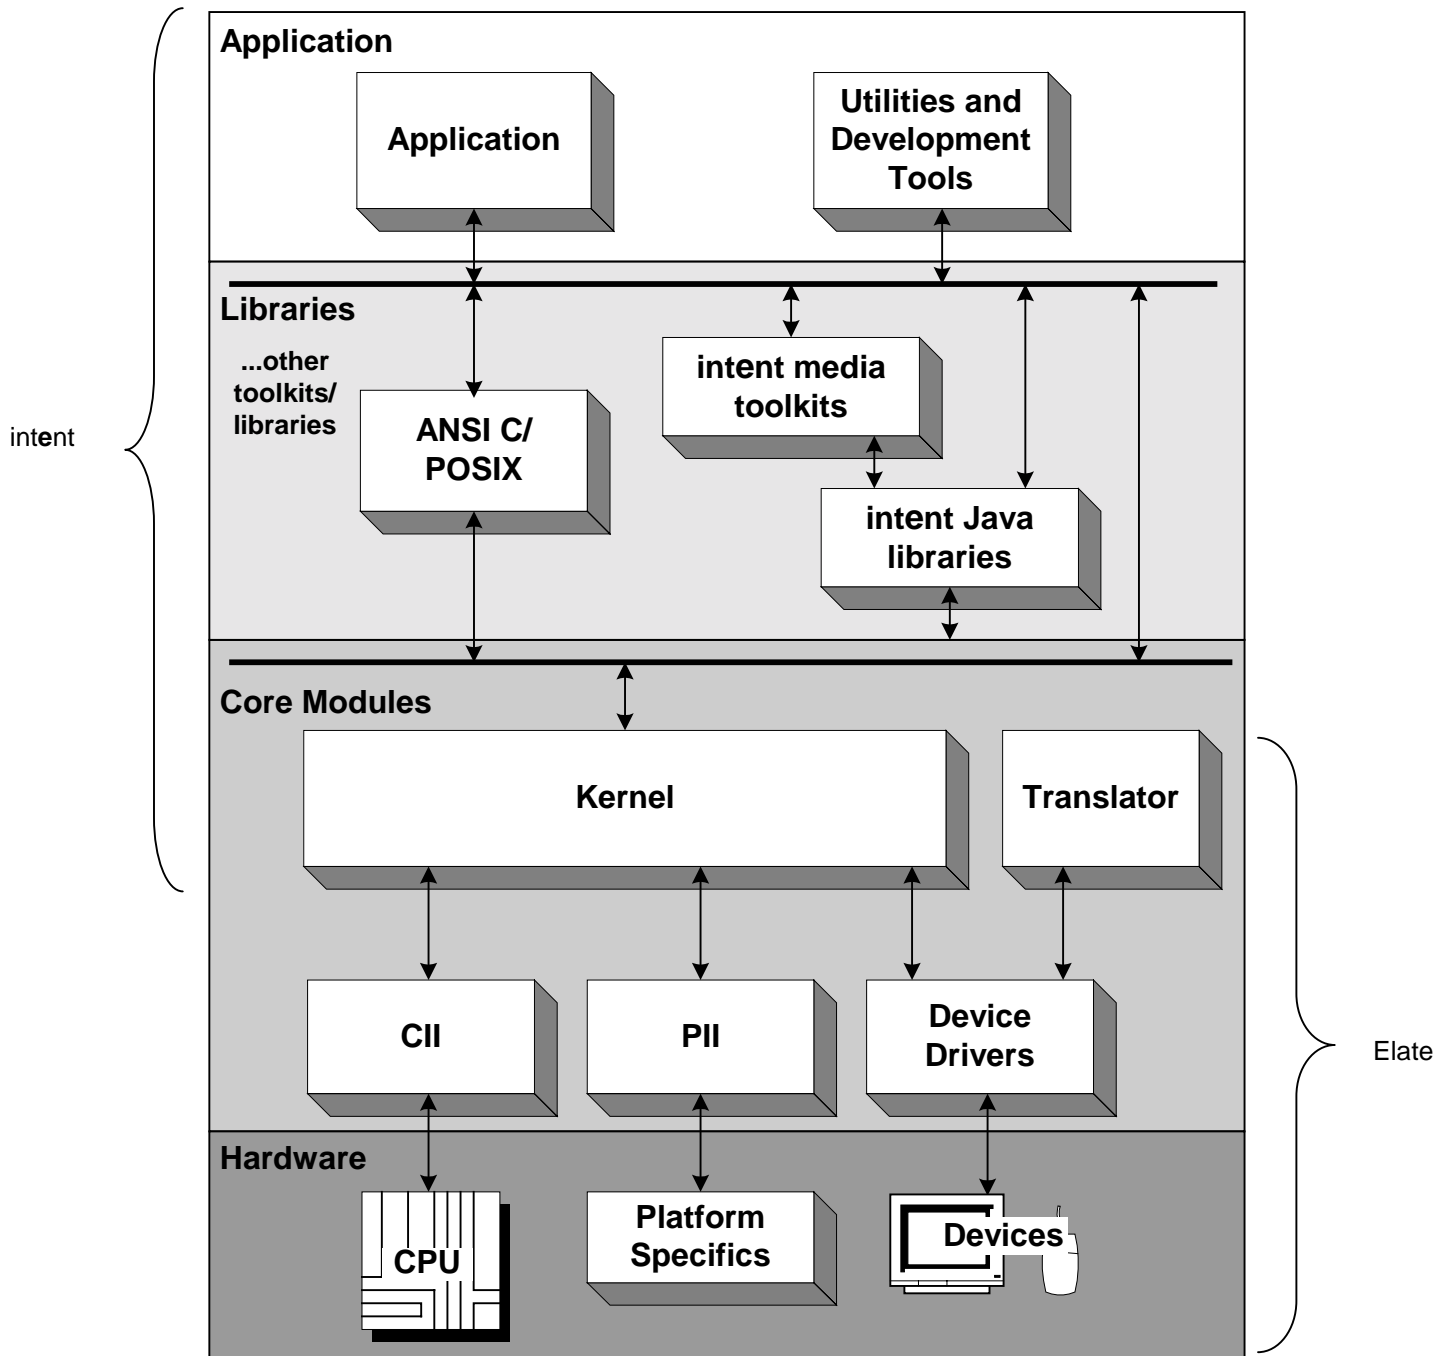 Application
Application
Utilities and
Development
Tools
Libraries
...other
toolkits/
libraries
ANSI C/
POSIX
intent media
toolkits
intent Java
libraries
intent
Core Modules
Kernel
Translator
CII
PII
Device
Drivers
Elate
Hardware
CPU
Platform
Specifics
Devices